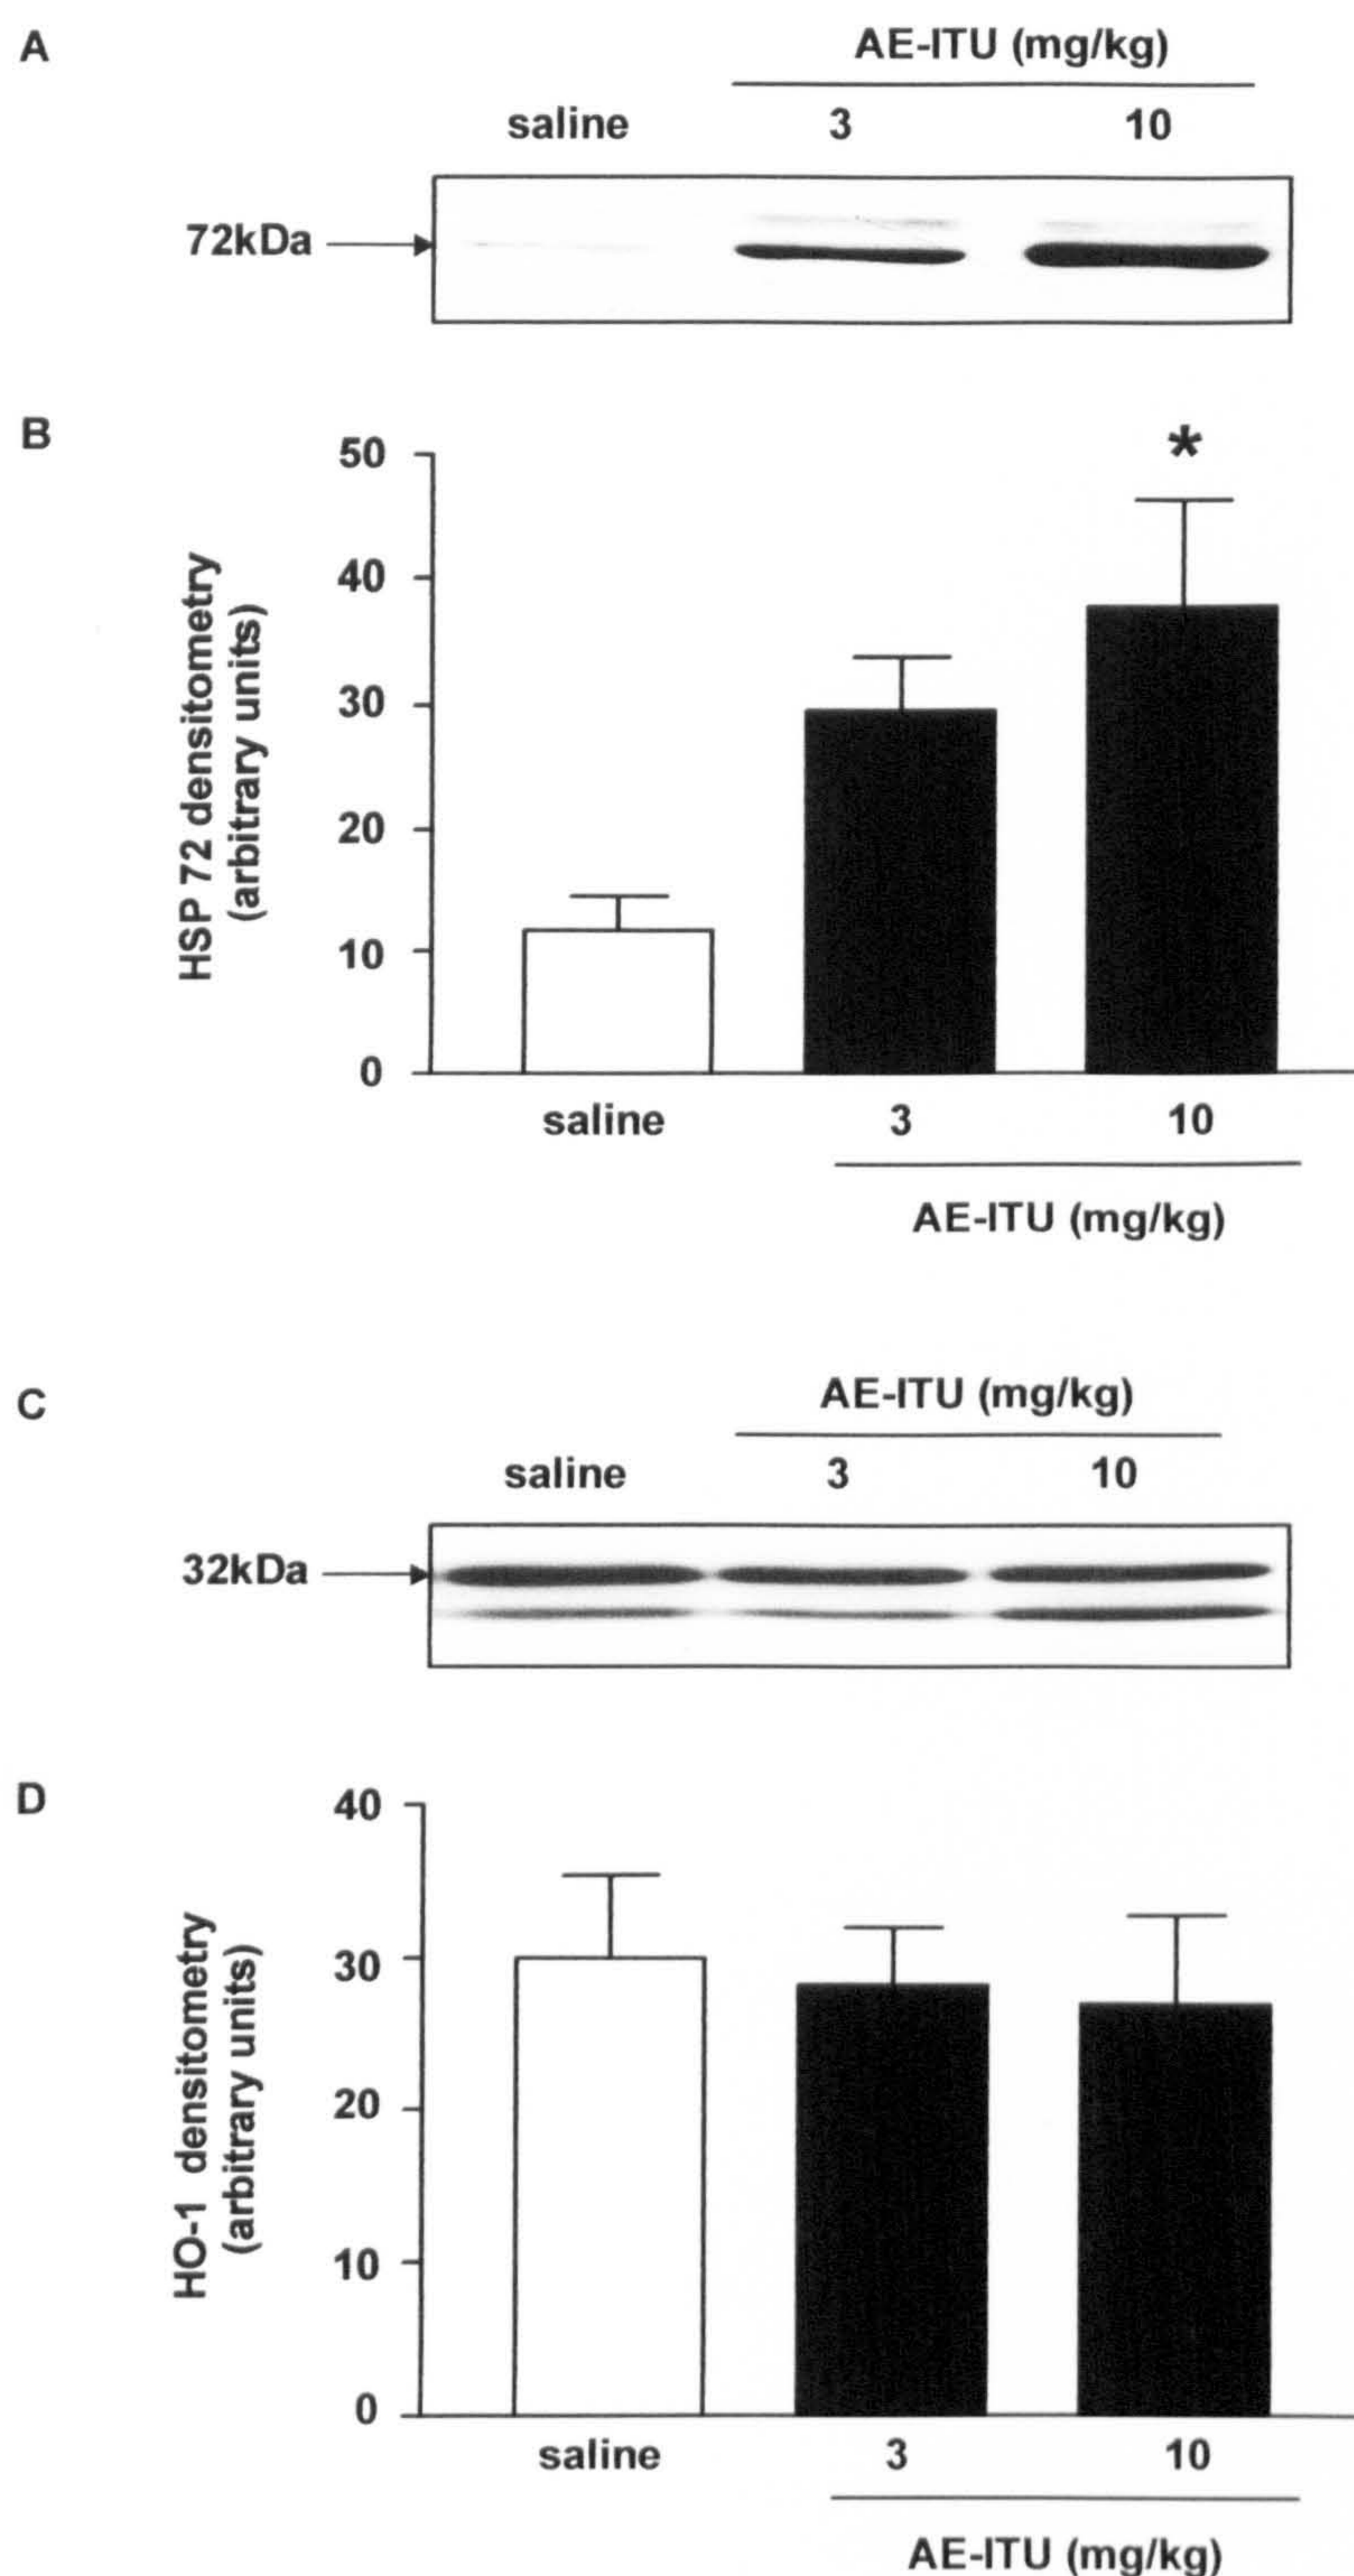 A
AE-ITU (mg/kg)
saline 3 10
72kDa
B
*
50
40
30
20
10
0
HSP 72 densitometry
(arbitrary units)
saline 3 10
AE-ITU (mg/kg)
C
AE-ITU (mg/kg)
saline 3 10
32kDa
D
40
30
20
10
0
HO-1 densitometry
(arbitrary units)
saline 3 10
AE-ITU (mg/kg)